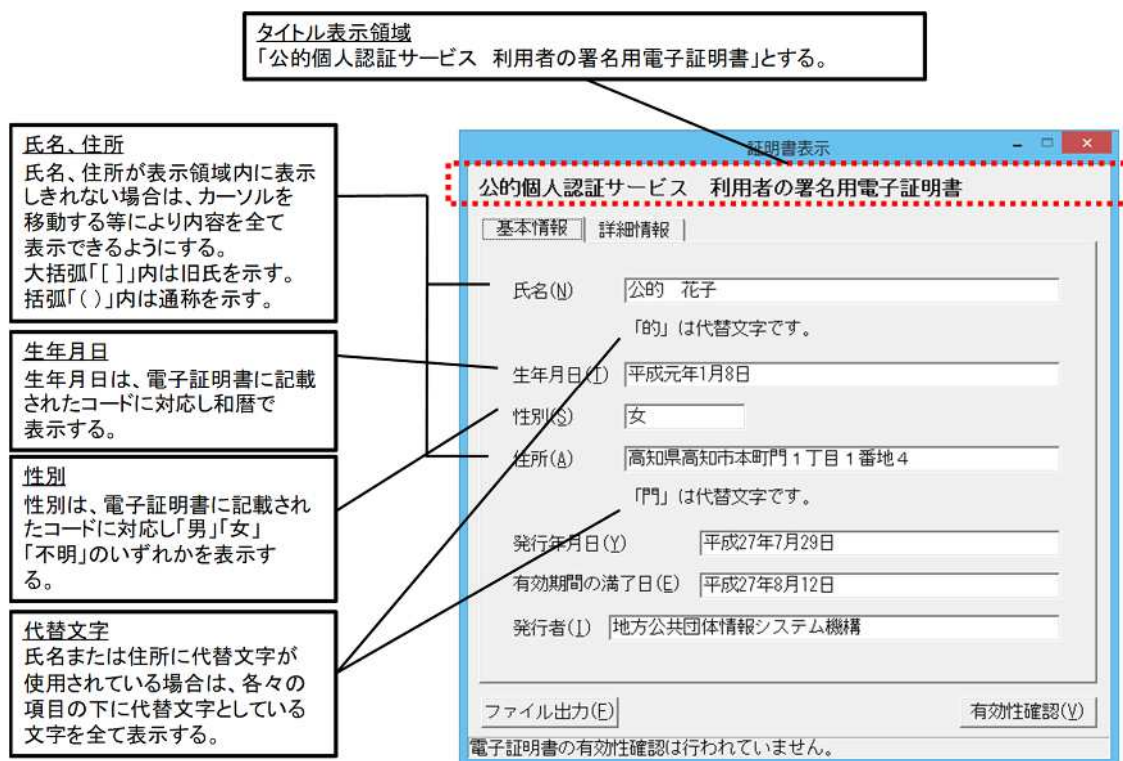 タイトル表示領域
「公的個人認証サービス　利用者の署名用電子証明書」とする。
氏名、住所
氏名、住所が表示領域内に表示
しきれない場合は、カーソルを
移動する等により内容を全て
表示できるようにする。
大括弧「[ ]」内は旧氏を示す。
括弧「( )」内は通称を示す。
生年月日
生年月日は、電子証明書に記載
されたコードに対応し和暦で
表示する。
性別
性別は、電子証明書に記載され
たコードに対応し「男」「女」
「不明」のいずれかを表示す
る。
代替文字
氏名または住所に代替文字が
使用されている場合は、各々の
項目の下に代替文字としている
文字を全て表示する。
証明書表示
公的個人認証サービス　利用者の署名用電子証明書
基本情報 詳細情報
氏名(N) 公的　花子
「的」は代替文字です。
生年月日(T) 平成元年1月8日
性別(S) 女
住所(A) 高知県高知市本町門１丁目１番地４
「門」は代替文字です。
発行年月日(Y) 平成27年7月29日
有効期間の満了日(E) 平成27年8月12日
発行者(I) 地方公共団体情報システム機構
ファイル出力(F) 有効性確認(V)
電子証明書の有効性確認は行われていません。